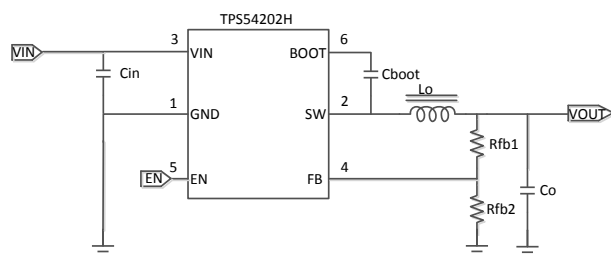 TPS54202H
VIN
3
VIN
BOOT
6
Cin
Cboot
Lo
1
GND
SW
2
VOUT
Rfb1
EN
5
EN
FB
4
Rfb2
Co